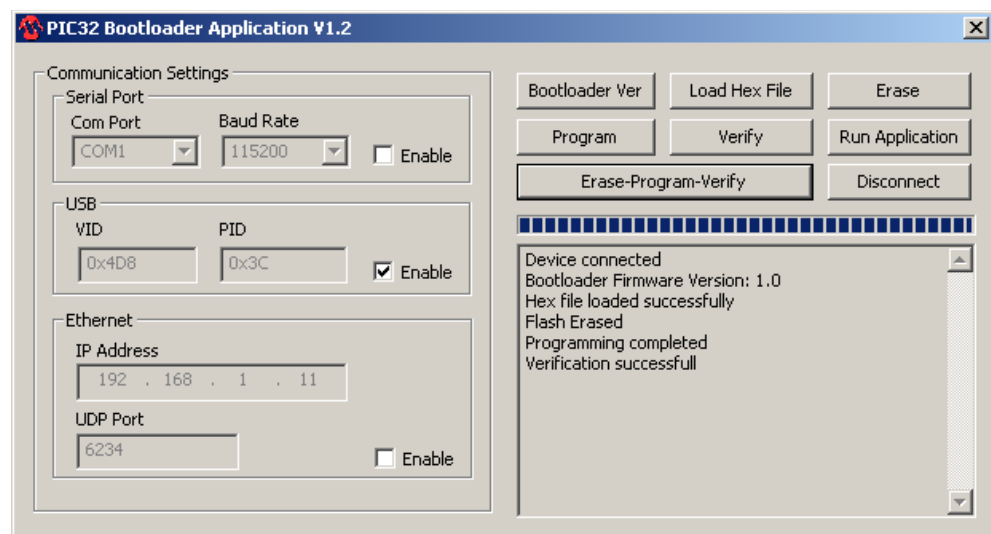 PIC32 Bootloader Application V1.2
Communication Settings
Serial Port
Com Port Baud Rate
COM1 115200 Enable
USB
VID PID
0x4D8 0x3C Enable
Ethernet
IP Address
192 . 168 . 1 . 11
UDP Port
6234 Enable
Bootloader Ver Load Hex File Erase
Program Verify Run Application
Erase-Program-Verify Disconnect
Device connected
Bootloader Firmware Version: 1.0
Hex file loaded successfully
Flash Erased
Programming completed
Verification successfull